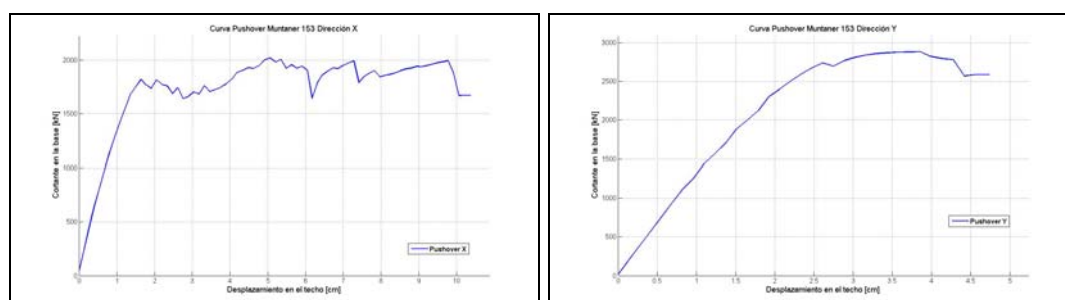 Curva Pushover Muntaner 153 Dirección X
Cortante en la base [kN]
2000
1500
1000
500
0
0 1 2 3 4 5 6 7 8 9 10
Pushover X
Desplazamiento en el techo [cm]
Curva Pushover Muntaner 153 Dirección Y
Cortante en la base [kN]
3000
2500
2000
1500
1000
500
0
0 0.5 1 1.5 2 2.5 3 3.5 4 4.5 5
Pushover Y
Desplazamiento en el techo [cm]